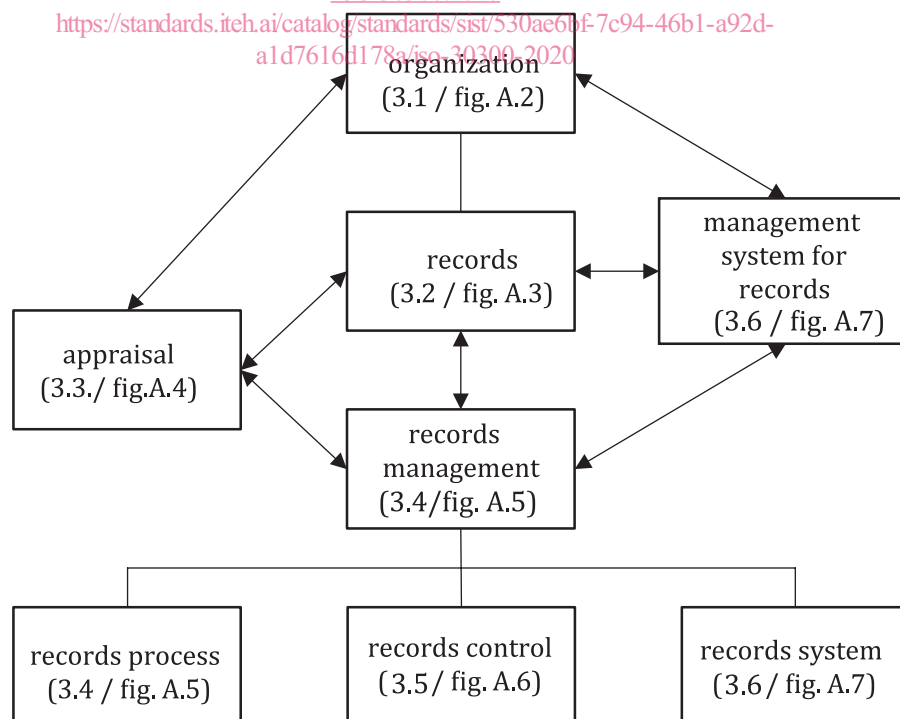 https://standards.iteh.ai/catalog/standards/sist/530ae6bf-7c94-46b1-a92d-
a1d7616d178a/iso-30300-2020
organization
(3.1 / fig. A.2)
management
system for
records
(3.6 / fig. A.7)
records
(3.2 / fig. A.3)
appraisal
(3.3./ fig.A.4)
records
management
(3.4/fig. A.5)
records process
(3.4 / fig. A.5)
records control
(3.5/ fig. A.6)
records system
(3.6/ fig. A.7)